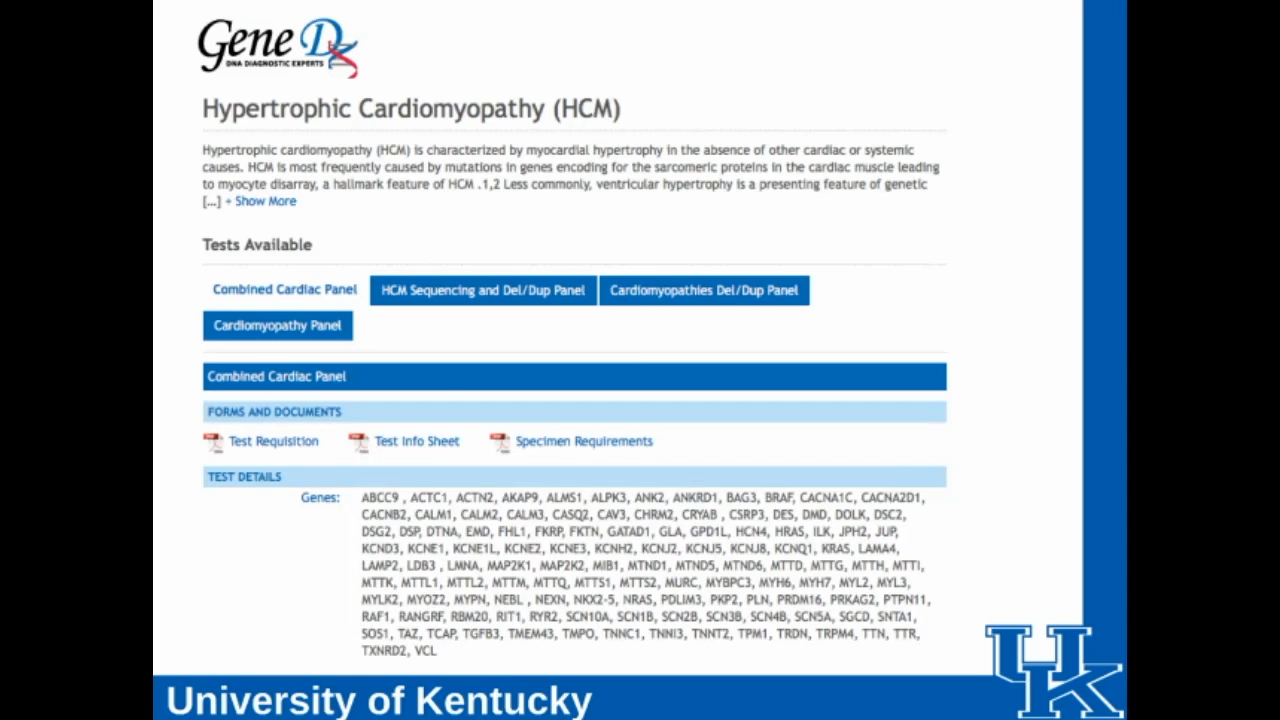 Gene Dx
DNA DIAGNOSTIC EXPERTS
Hypertrophic Cardiomyopathy (HCM)
Hypertrophic cardiomyopathy (HCM) is characterized by myocardial hypertrophy in the absence of other cardiac or systemic
causes. HCM is most frequently caused by mutations in genes encoding for the sarcomeric proteins in the cardiac muscle leading
to myocyte disarray, a hallmark feature of HCM .1,2 Less commonly, ventricular hypertrophy is a presenting feature of genetic
[...] + Show More
Tests Available
Combined Cardiac Panel HCM Sequencing and Del/Dup Panel Cardiomyopathies Del/Dup Panel
Cardiomyopathy Panel
Combined Cardiac Panel
FORMS AND DOCUMENTS
Test Requisition Test Info Sheet Specimen Requirements
TEST DETAILS
Genes: ABCC9 , ACTC1, ACTN2, AKAP9, ALMS1, ALPK3, ANK2, ANKRD1, BAG3, BRAF, CACNA1C, CACNA2D1,
CACNB2, CALM1, CALM2, CALM3, CASQ2, CAV3, CHRM2, CRYAB , CSRP3, DES, DMD, DOLK, DSC2,
DSG2, DSP, DTNA, EMD, FHL1, FKRP, FKTN, GATAD1, GLA, GPD1L, HCN4, HRAS, ILK, JPH2, JUP,
KCND3, KCNE1, KCNE1L, KCNE2, KCNE3, KCNH2, KCNJ2, KCNJ5, KCNJ8, KCNQ1, KRAS, LAMA4,
LAMP2, LDB3 , LMNA, MAP2K1, MAP2K2, MIB1, MTND1, MTND5, MTND6, MTTD, MTTG, MTTH, MTTI,
MTTK, MTTL1, MTTL2, MTTM, MTTQ, MTTS1, MTTS2, MURC, MYBPC3, MYH6, MYH7, MYL2, MYL3,
MYLK2, MYOZ2, MYPN, NEBL , NEXN, NKX2-5, NRAS, PDLIM3, PKP2, PLN, PRDM16, PRKAG2, PTPN11,
RAF1, RANGRF, RBM20, RIT1, RYR2, SCN10A, SCN1B, SCN2B, SCN3B, SCN4B, SCN5A, SGCD, SNTA1,
SOS1, TAZ, TCAP, TGFB3, TMEM43, TMPO, TNNC1, TNNI3, TNNT2, TPM1, TRDN, TRPM4, TTN, TTR,
TXNRD2, VCL
UK
University of Kentucky